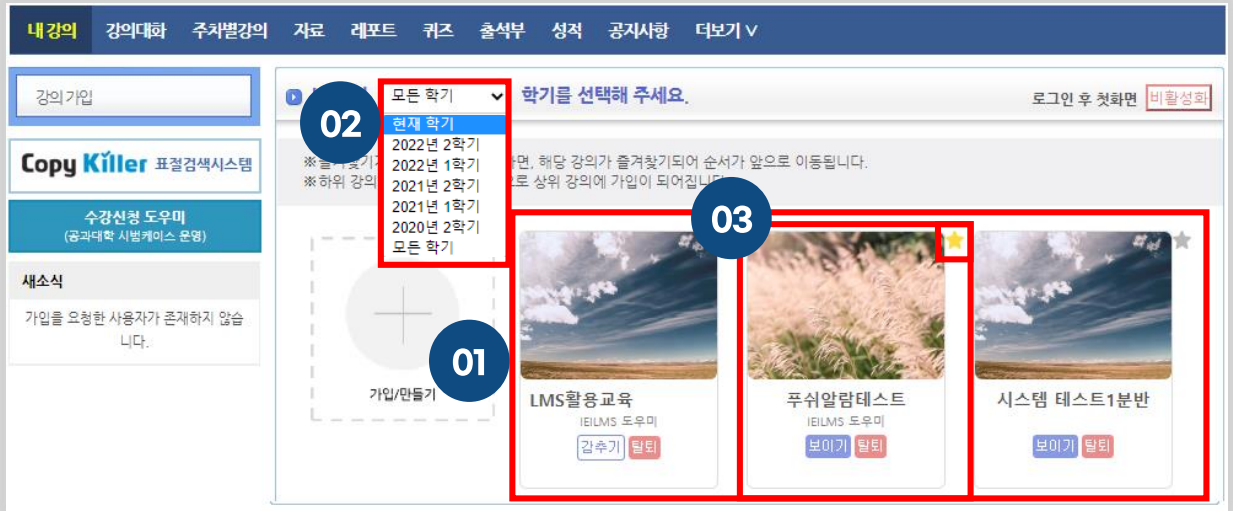 내 강의 강의대화 주차별강의 자료 레포트 퀴즈 출석부 성적 공지사항 더보기 ∨
강의 가입
02
모든 학기
학기를 선택해 주세요.
로그인 후 첫화면 비활성화
현재 학기
2022년 2학기
2022년 1학기
2021년 2학기
2021년 1학기
2020년 2학기
모든 학기
Copy Killer 표절검색시스템
수강신청 도우미
(공과대학 시범케이스 운영)
새소식
가입을 요청한 사용자가 존재하지 않습
니다.
※ 해당 강의가 즐겨찾기되어 순서가 앞으로 이동됩니다.
※하위 강의 상위 강의에 가입이 되어집니다
03
01
가입/만들기
LMS활용교육
IEILMS 도우미
감추기 탈퇴
푸쉬알람테스트
IEILMS 도우미
보이기 탈퇴
시스템 테스트1분반
보이기 탈퇴